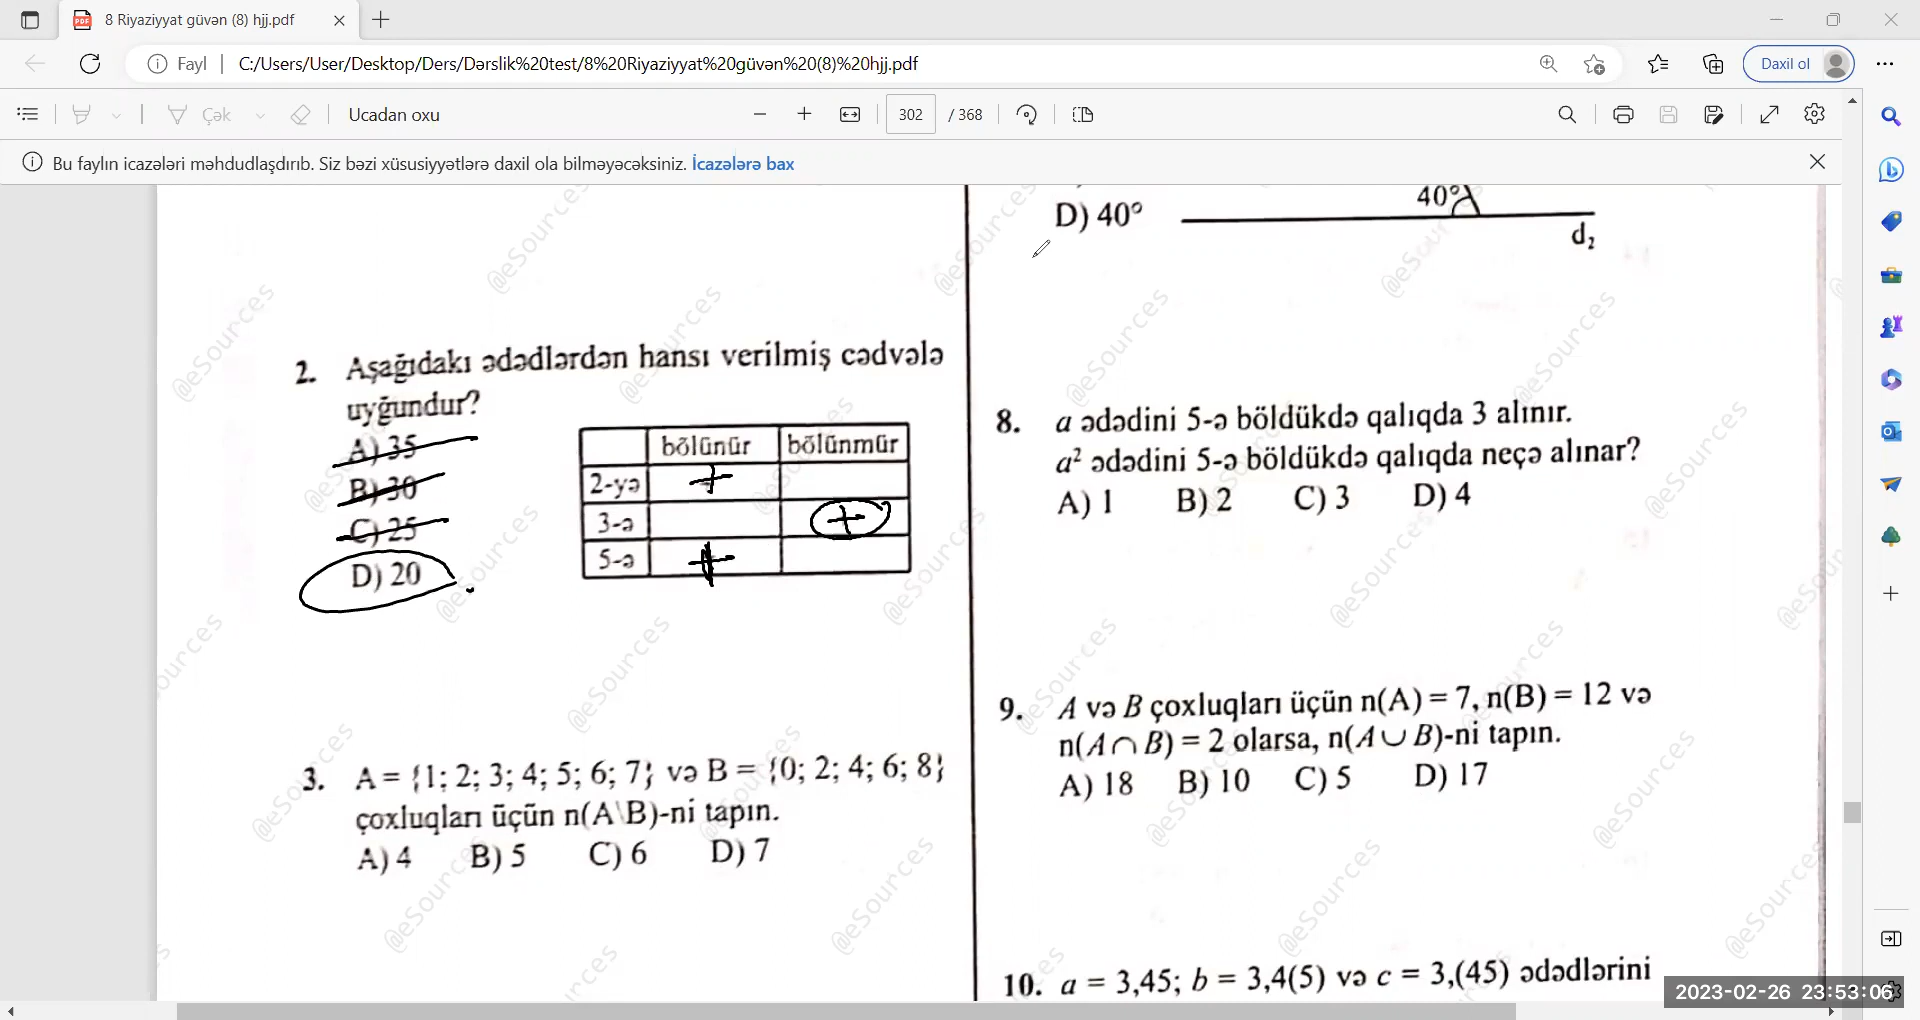 8 Riyaziyyat güvən (8) hjj.pdf
Fayl
C:/Users/User/Desktop/Ders/Dərslik%20test/8%20Riyaziyyat%20güvən%20(8)%20hjj.pdf
Daxil ol
Çək
Ucadan oxu
302 / 368
Bu faylın icazələri məhdudlaşdırıb. Siz bəzi xüsusiyyətlərə daxil ola bilməyəcəksiniz. İcazələrə bax
2. Aşağıdakı ədədlərdən hansı verilmiş cədvələ
uyğundur?
A) 35
B) 30
C) 25
D) 20
bölünür bölünmür
2-yə +
3-ə +
5-ə +
3. A = {1; 2; 3; 4; 5; 6; 7} və B = {0; 2; 4; 6; 8}
çoxluqları üçün n(A\B)-ni tapın.
A) 4 B) 5 C) 6 D) 7
D) 40°
40°
d₂
8. a ədədini 5-ə böldükdə qalıqda 3 alınır.
a² ədədini 5-ə böldükdə qalıqda neçə alınar?
A) 1 B) 2 C) 3 D) 4
9. A və B çoxluqları üçün n(A) = 7, n(B) = 12 və
n(A∩B) = 2 olarsa, n(A∪B)-ni tapın.
A) 18 B) 10 C) 5 D) 17
10. a = 3,45; b = 3,4(5) və c = 3,(45) ədədlərini
@eSources
2023-02-26 23:53:06